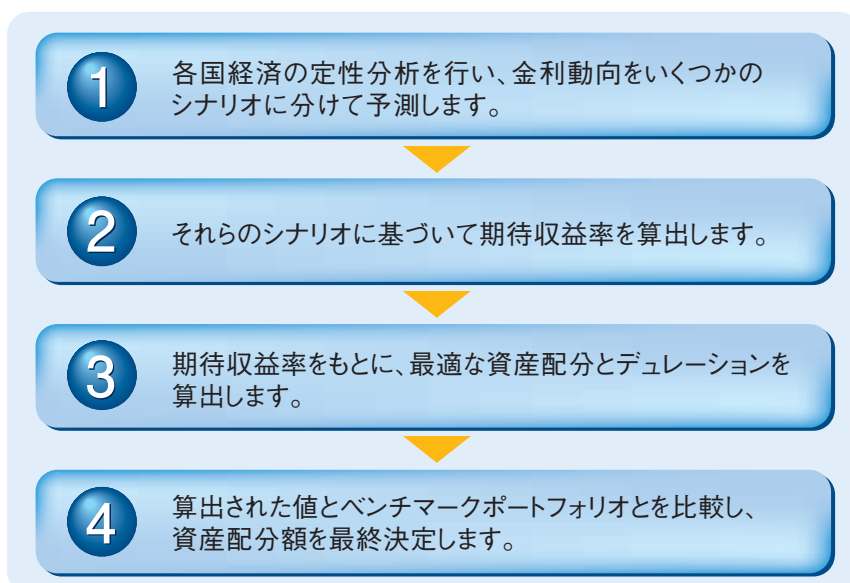 1
各国経済の定性分析を行い、金利動向をいくつかの
シナリオに分けて予測します。
2
それらのシナリオに基づいて期待収益率を算出します。
3
期待収益率をもとに、最適な資産配分とデュレーションを
算出します。
4
算出された値とベンチマークポートフォリオとを比較し、
資産配分額を最終決定します。